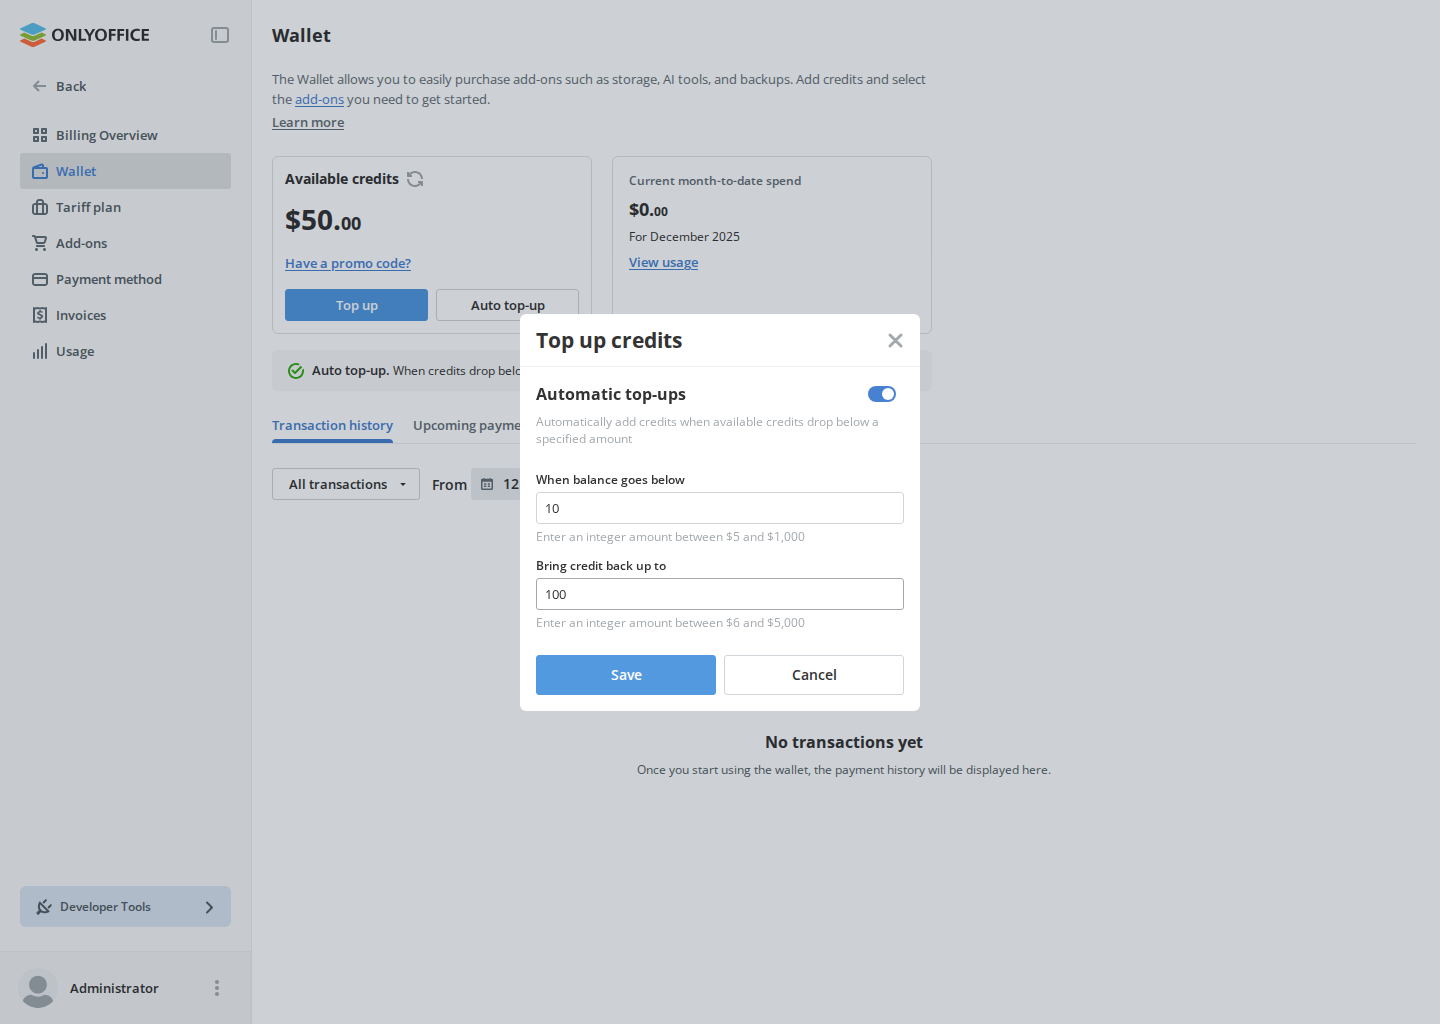 ONLYOFFICE
Back
Billing Overview
Wallet
Tariff plan
Add-ons
Payment method
Invoices
Usage
Developer Tools
Administrator
Wallet
The Wallet allows you to easily purchase add-ons such as storage, AI tools, and backups. Add credits and select
the add-ons you need to get started.
Learn more
Available credits
$50.00
Have a promo code?
Top up
Auto top-up
Current month-to-date spend
$0.00
For December 2025
View usage
Auto top-up. When credits drop
Transaction history
Upcoming
All transactions
From
12
Top up credits
Automatic top-ups
Automatically add credits when available credits drop below a
specified amount
When balance goes below
10
Enter an integer amount between $5 and $1,000
Bring credit back up to
100
Enter an integer amount between $6 and $5,000
Save
Cancel
No transactions yet
Once you start using the wallet, the payment history will be displayed here.